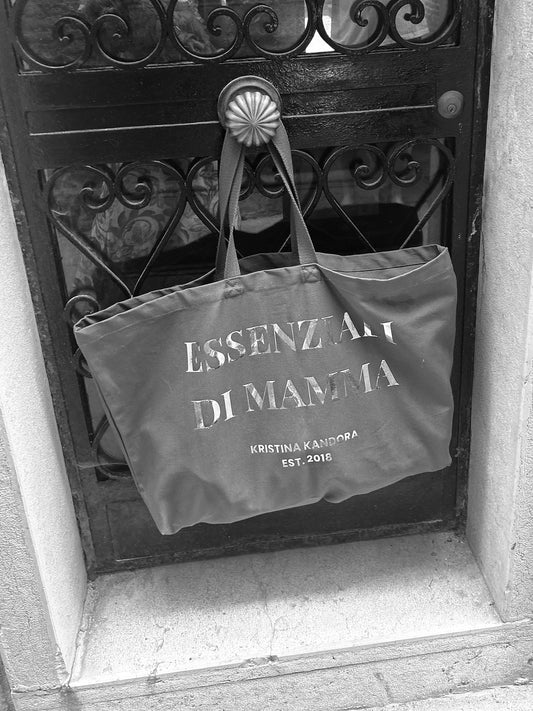 ESSENZIALI
DI MAMMA
KRISTINA KANDORA
EST. 2018